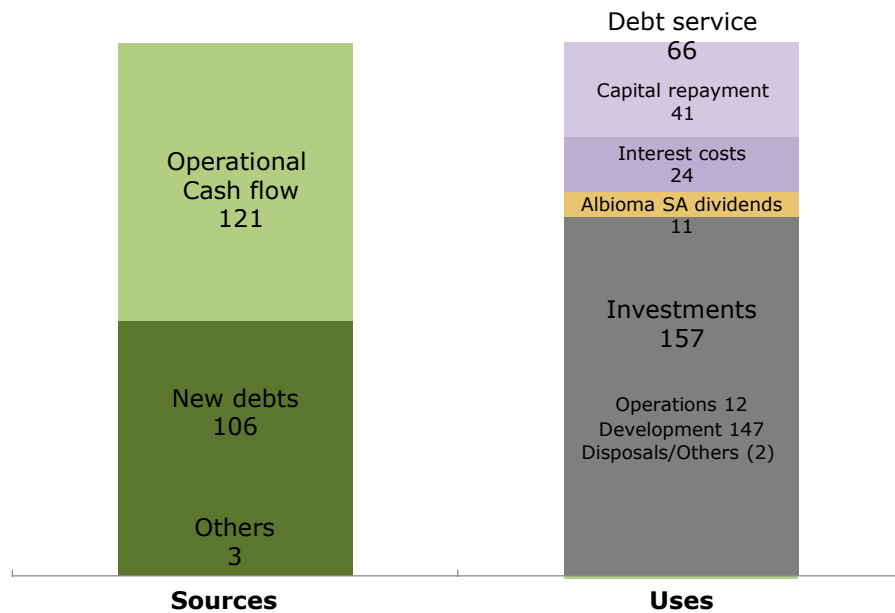 Operational
Cash flow
121
New debts
106
Others
3
Sources
Debt service
66
Capital repayment
41
Interest costs
24
Albioma SA dividends
11
Investments
157
Operations 12
Development 147
Disposals/Others (2)
Uses